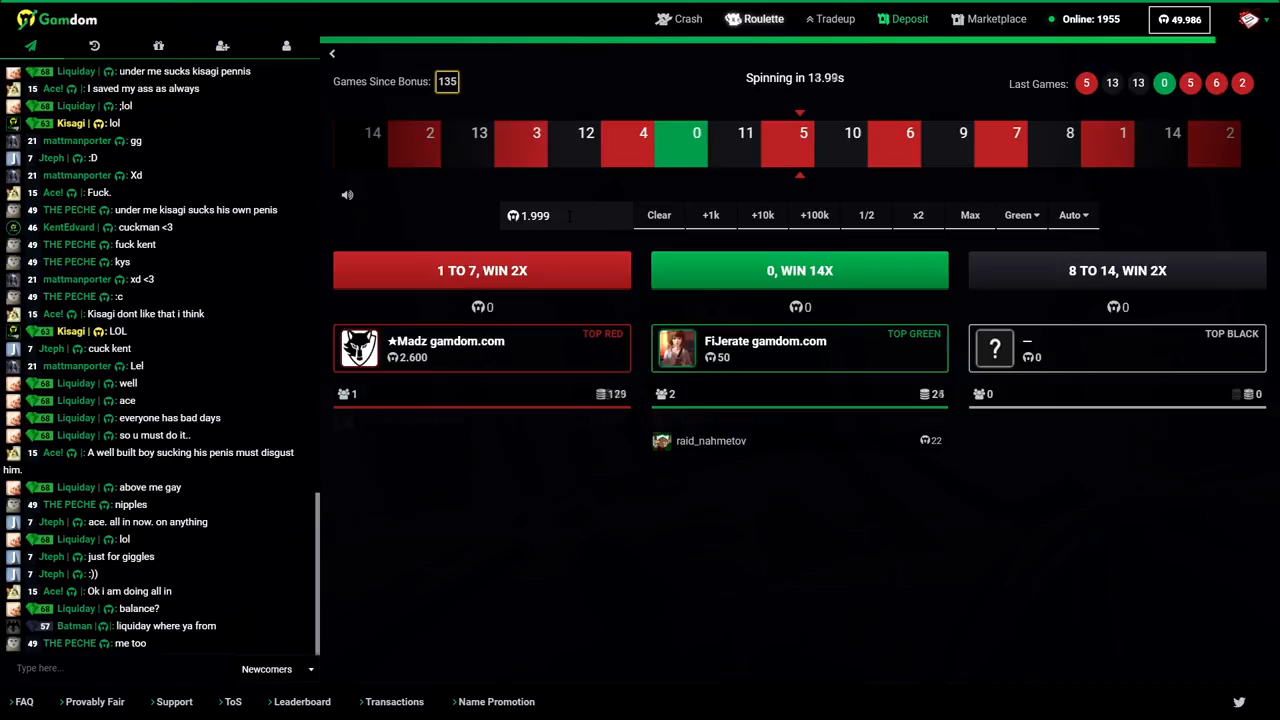 Gamdom
Crash
Roulette
Tradeup
Deposit
Marketplace
Online: 1955
49.986
68 Liquiday | : under me sucks kisagi pennis
15 Ace! | : I saved my ass as always
68 Liquiday | : ;lol
63 Kisagi | : lol
21 mattmanporter : gg
7 Jteph | : :D
21 mattmanporter : Xd
15 Ace! | : Fuck.
49 THE PECHE : under me kisagi sucks his own penis
46 KentEdvard : cuckman <3
49 THE PECHE : fuck kent
49 THE PECHE : kys
21 mattmanporter : xd <3
49 THE PECHE : :c
15 Ace! | : Kisagi dont like that i think
63 Kisagi | : LOL
7 Jteph | : cuck kent
21 mattmanporter : Lel
68 Liquiday | : well
68 Liquiday | : ace
68 Liquiday | : everyone has bad days
68 Liquiday | : so u must do it..
15 Ace! | : A well built boy sucking his penis must disgust
him.
68 Liquiday | : above me gay
49 THE PECHE : nipples
7 Jteph | : ace. all in now. on anything
68 Liquiday | : lol
7 Jteph | : just for giggles
7 Jteph | : :))
15 Ace! | : Ok i am doing all in
68 Liquiday | : balance?
57 Batman | | : liquiday where ya from
49 THE PECHE : me too
Type here...
Newcomers
Games Since Bonus: 135
Spinning in 13.99s
Last Games: 5 13 13 0 5 6 2
14 2 13 3 12 4 0 11 5 10 6 9 7 8 1 14 2
1.999
Clear
+1k
+10k
+100k
1/2
x2
Max
Green
Auto
1 TO 7, WIN 2X
0, WIN 14X
8 TO 14, WIN 2X
0
0
0
★Madz gamdom.com
TOP RED
2.600
FiJerate gamdom.com
TOP GREEN
50
?
–
TOP BLACK
0
1
129
2
0
0
raid_nahmetov
22
FAQ
Provably Fair
Support
ToS
Leaderboard
Transactions
Name Promotion